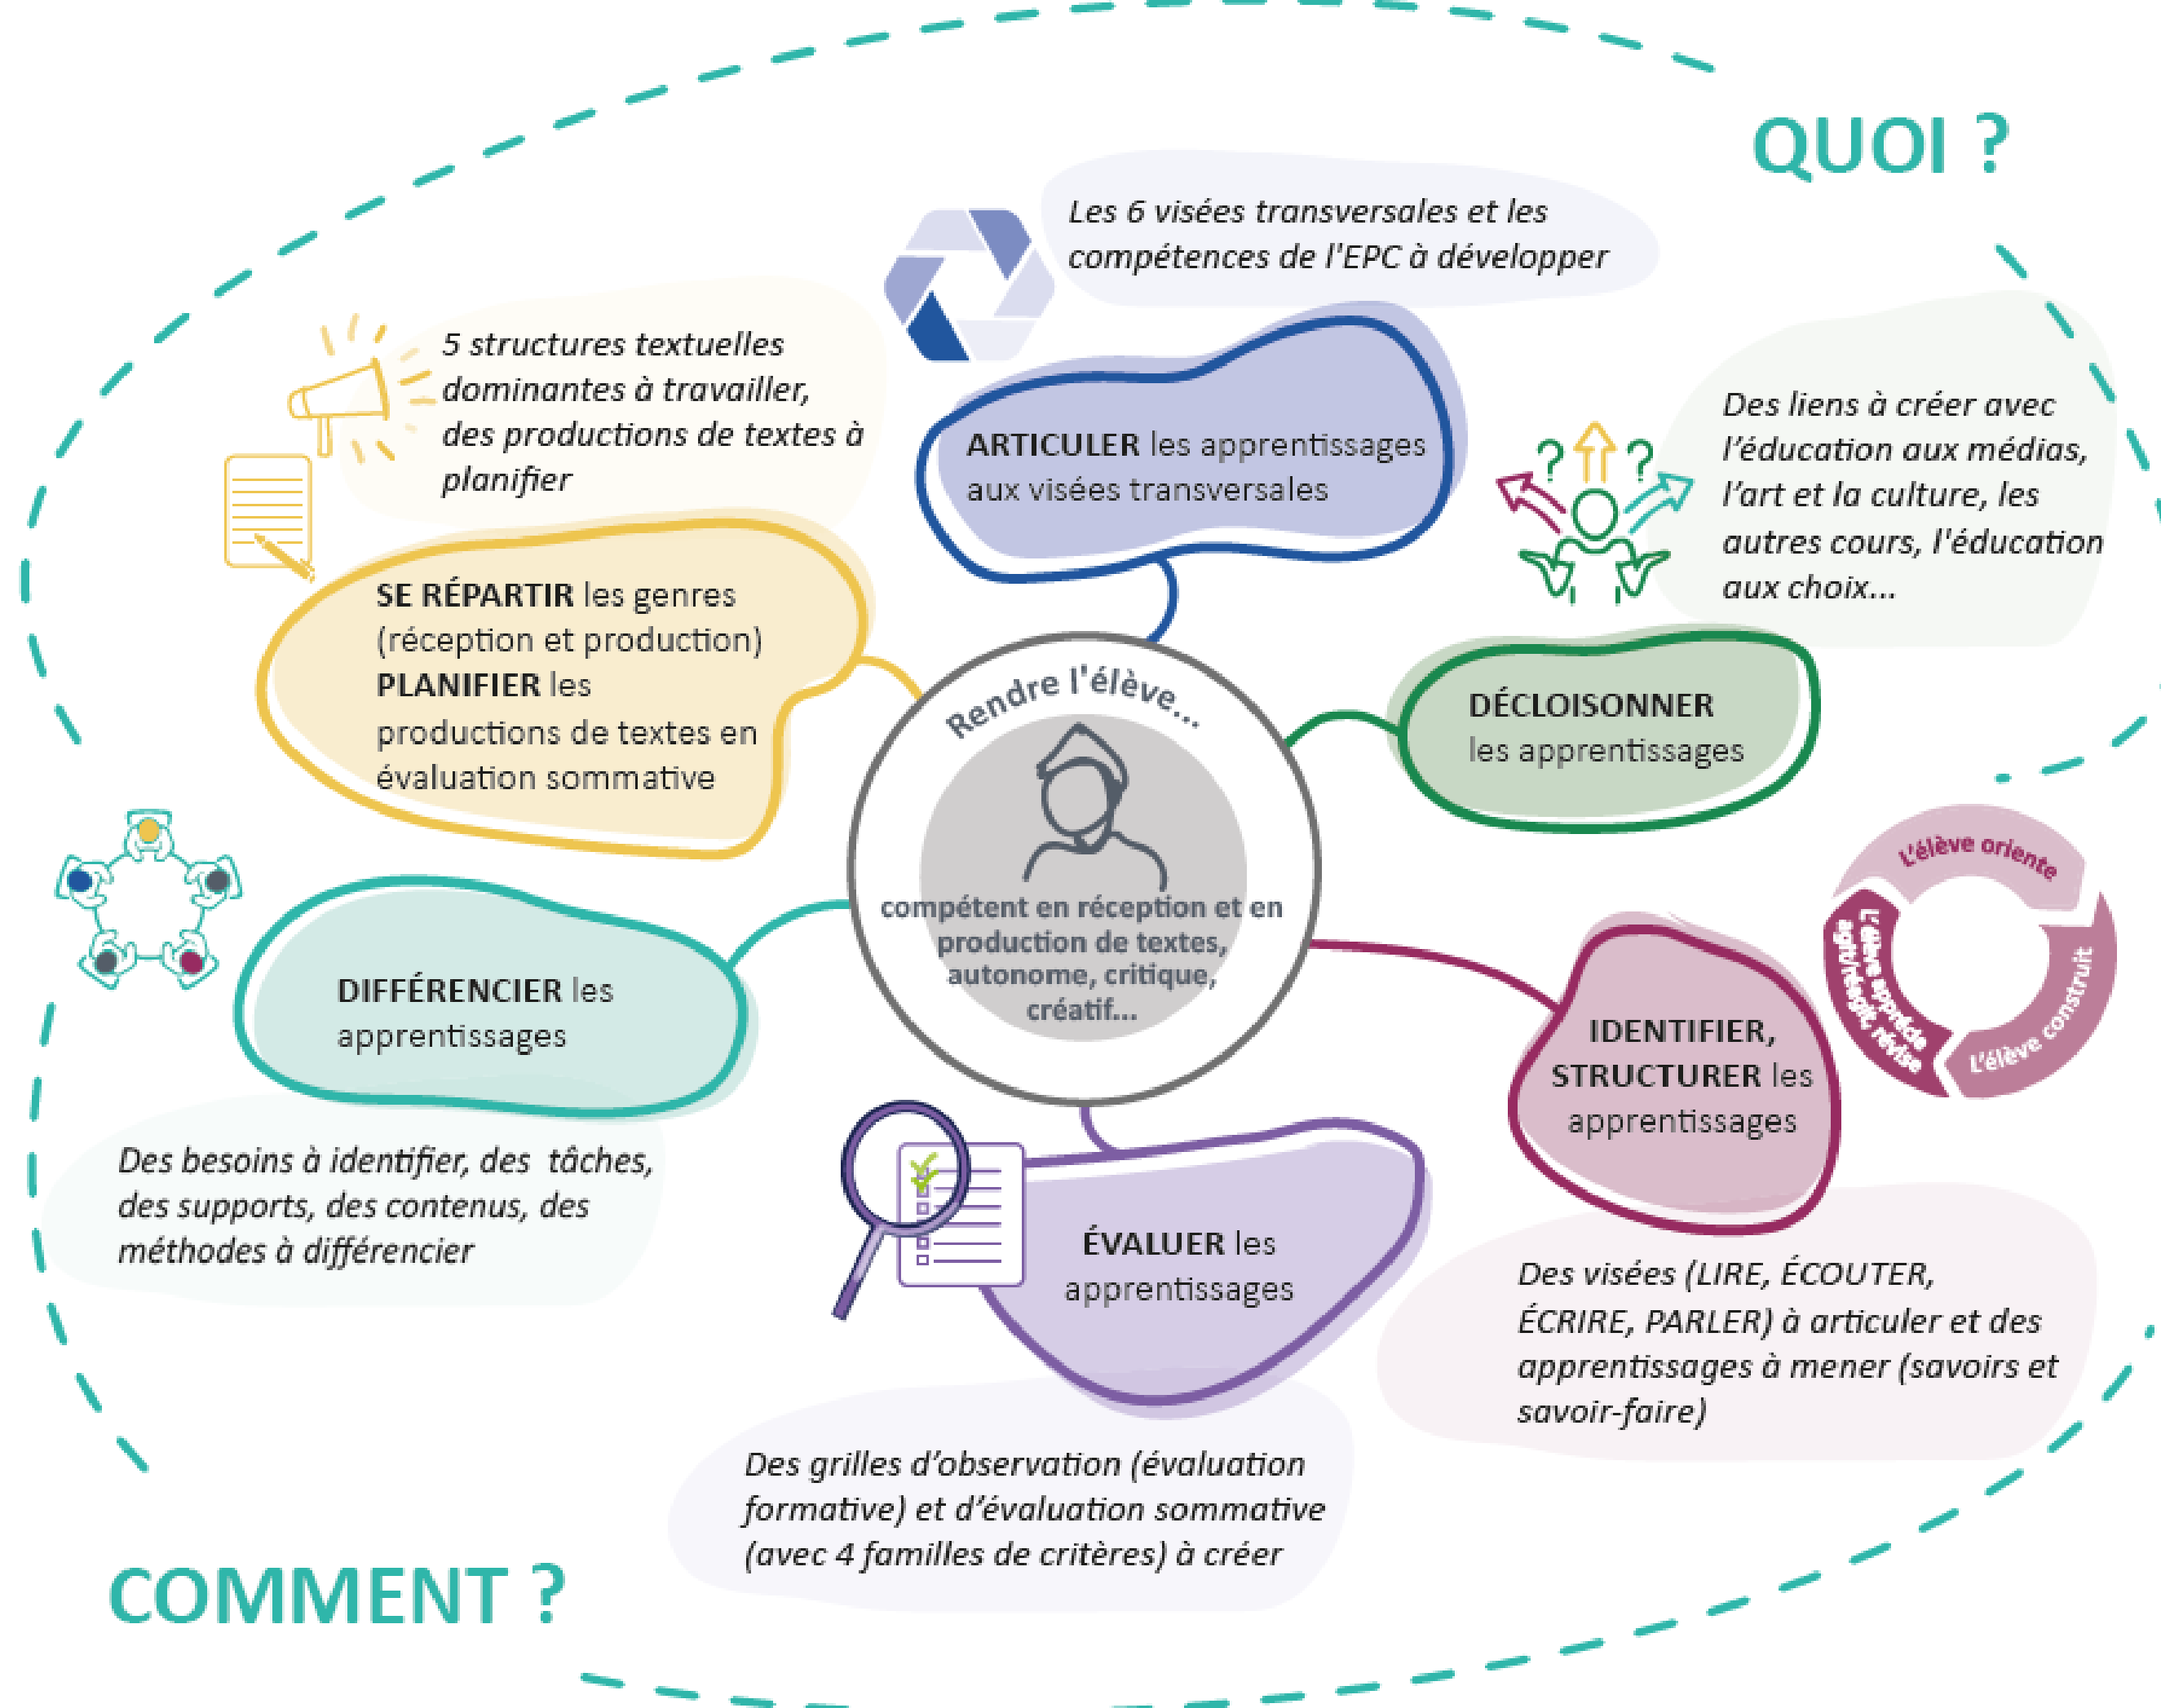 QUOI ?
Les 6 visées transversales et les
compétences de l'EPC à développer
ARTICULER les apprentissages
aux visées transversales
5 structures textuelles
dominantes à travailler,
des productions de textes à
planifier
SE RÉPARTIR les genres
(réception et production)
PLANIFIER les
productions de textes en
évaluation sommative
Des liens à créer avec
l'éducation aux médias,
l'art et la culture, les
autres cours, l'éducation
aux choix...
? ?
DÉCLOISONNER
les apprentissages
Rendre l'élève...
compétent en réception et en
production de textes,
autonome, critique,
créatif...
L'élève oriente
L'élève construit
L'élève apprécie
agit/réagit, révise
IDENTIFIER,
STRUCTURER les
apprentissages
Des visées (LIRE, ÉCOUTER,
ÉCRIRE, PARLER) à articuler et des
apprentissages à mener (savoirs et
savoir-faire)
DIFFÉRENCIER les
apprentissages
Des besoins à identifier, des tâches,
des supports, des contenus, des
méthodes à différencier
ÉVALUER les
apprentissages
Des grilles d'observation (évaluation
formative) et d'évaluation sommative
(avec 4 familles de critères) à créer
COMMENT ?